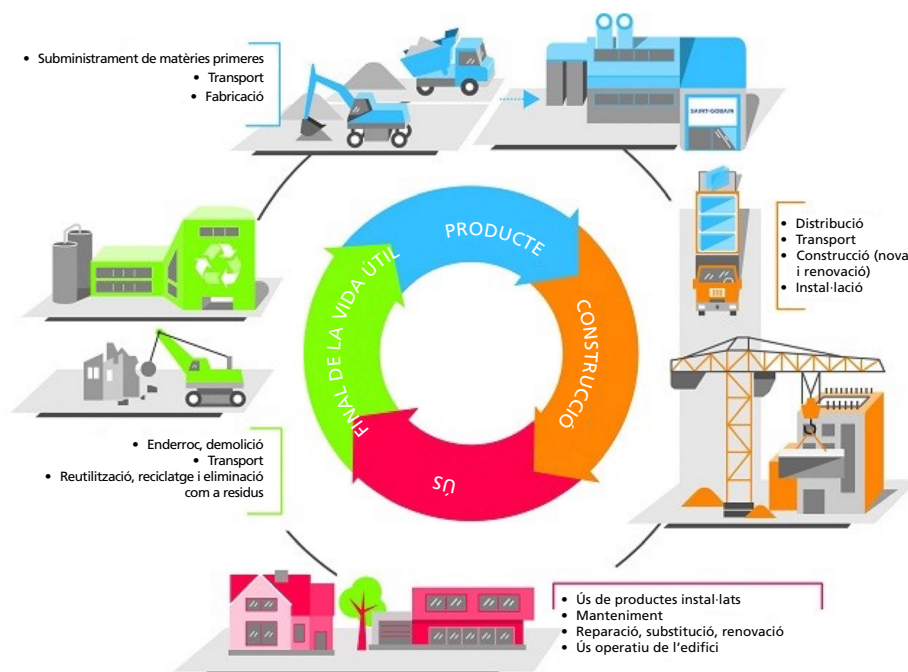 • Subministrament de matèries primeres
• Transport
• Fabricació
SAINT-GOBAIN
PRODUCTE
CONSTRUCCIÓ
ÚS
FINAL DE LA VIDA ÚTIL
• Distribució
• Transport
• Construcció (nova
i renovació)
• Instal·lació
• Enderroc, demolició
• Transport
• Reutilització, reciclatge i eliminació
com a residus
• Ús de productes instal·lats
• Manteniment
• Reparació, substitució, renovació
• Ús operatiu de l’edifici